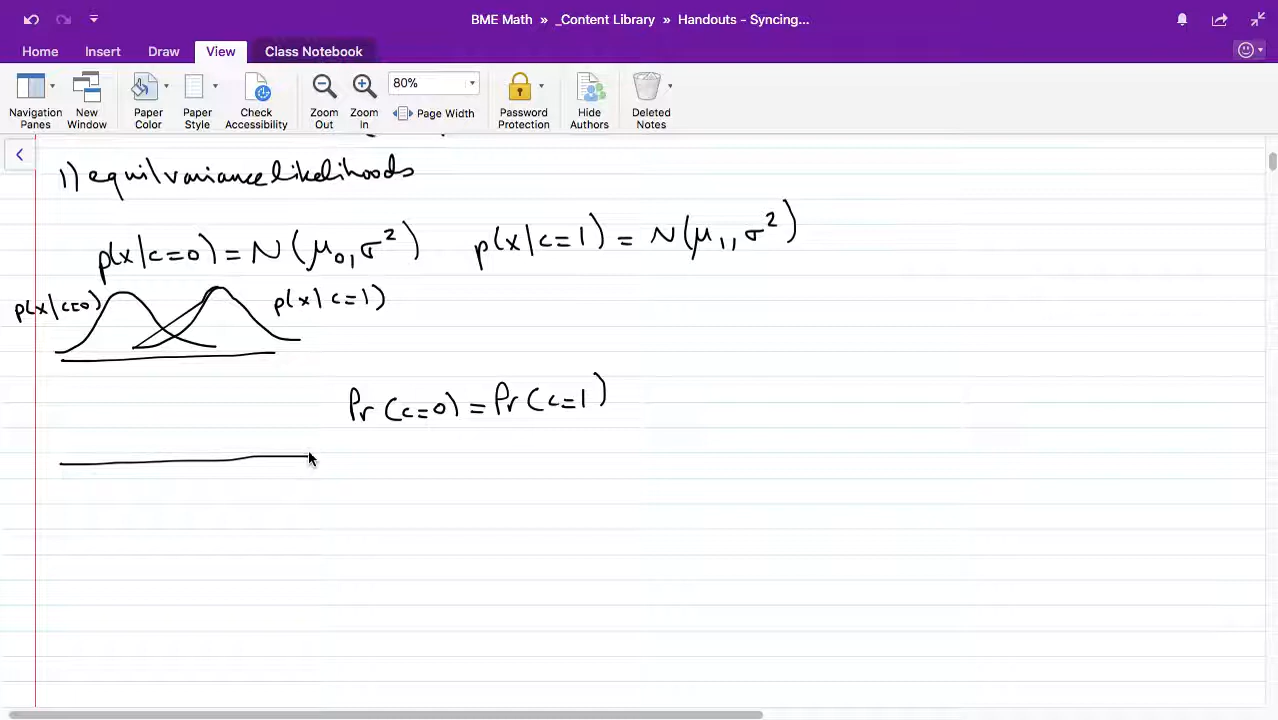 BME Math » _Content Library » Handouts - Syncing...
Home Insert Draw View Class Notebook
80%
Page Width
Navigation Panes New Window Paper Color Paper Style Check Accessibility Zoom Out Zoom In Password Protection Hide Authors Deleted Notes
1) equilvariance likelihoods
p(x|c=0) = N(μ₀, σ²) p(x|c=1) = N(μ₁, σ²)
p(x|c=0) p(x|c=1)
Pr(c=0) = Pr(c=1)